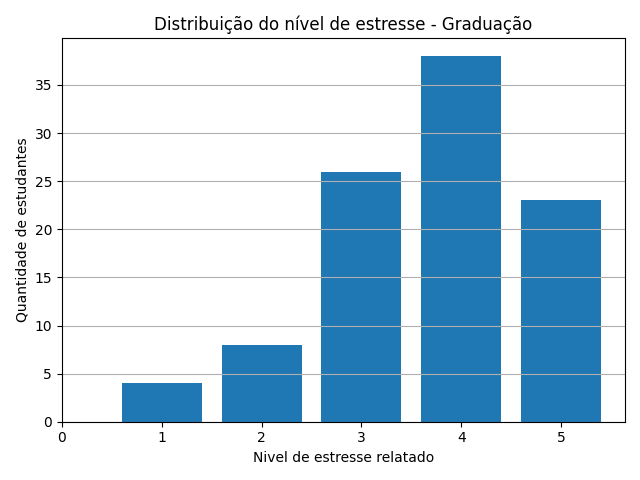 Distribuição do nível de estresse - Graduação
Quantidade de estudantes
35
30
25
20
15
10
5
0
0 1 2 3 4 5
Nivel de estresse relatado